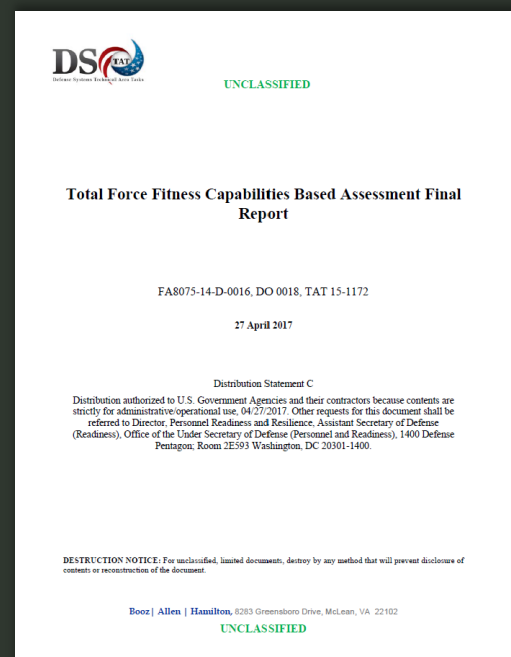 DS TAT
Defense Systems Technical Area Tasks
UNCLASSIFIED
Total Force Fitness Capabilities Based Assessment Final
Report
FA8075-14-D-0016, DO 0018, TAT 15-1172
27 April 2017
Distribution Statement C
Distribution authorized to U.S. Government Agencies and their contractors because contents are
strictly for administrative/operational use, 04/27/2017. Other requests for this document shall be
referred to Director, Personnel Readiness and Resilience, Assistant Secretary of Defense
(Readiness), Office of the Under Secretary of Defense (Personnel and Readiness), 1400 Defense
Pentagon; Room 2E593 Washington, DC 20301-1400.
DESTRUCTION NOTICE: For unclassified, limited documents, destroy by any method that will prevent disclosure of
contents or reconstruction of the document.
Booz | Allen | Hamilton, 8283 Greensboro Drive, McLean, VA 22102
UNCLASSIFIED